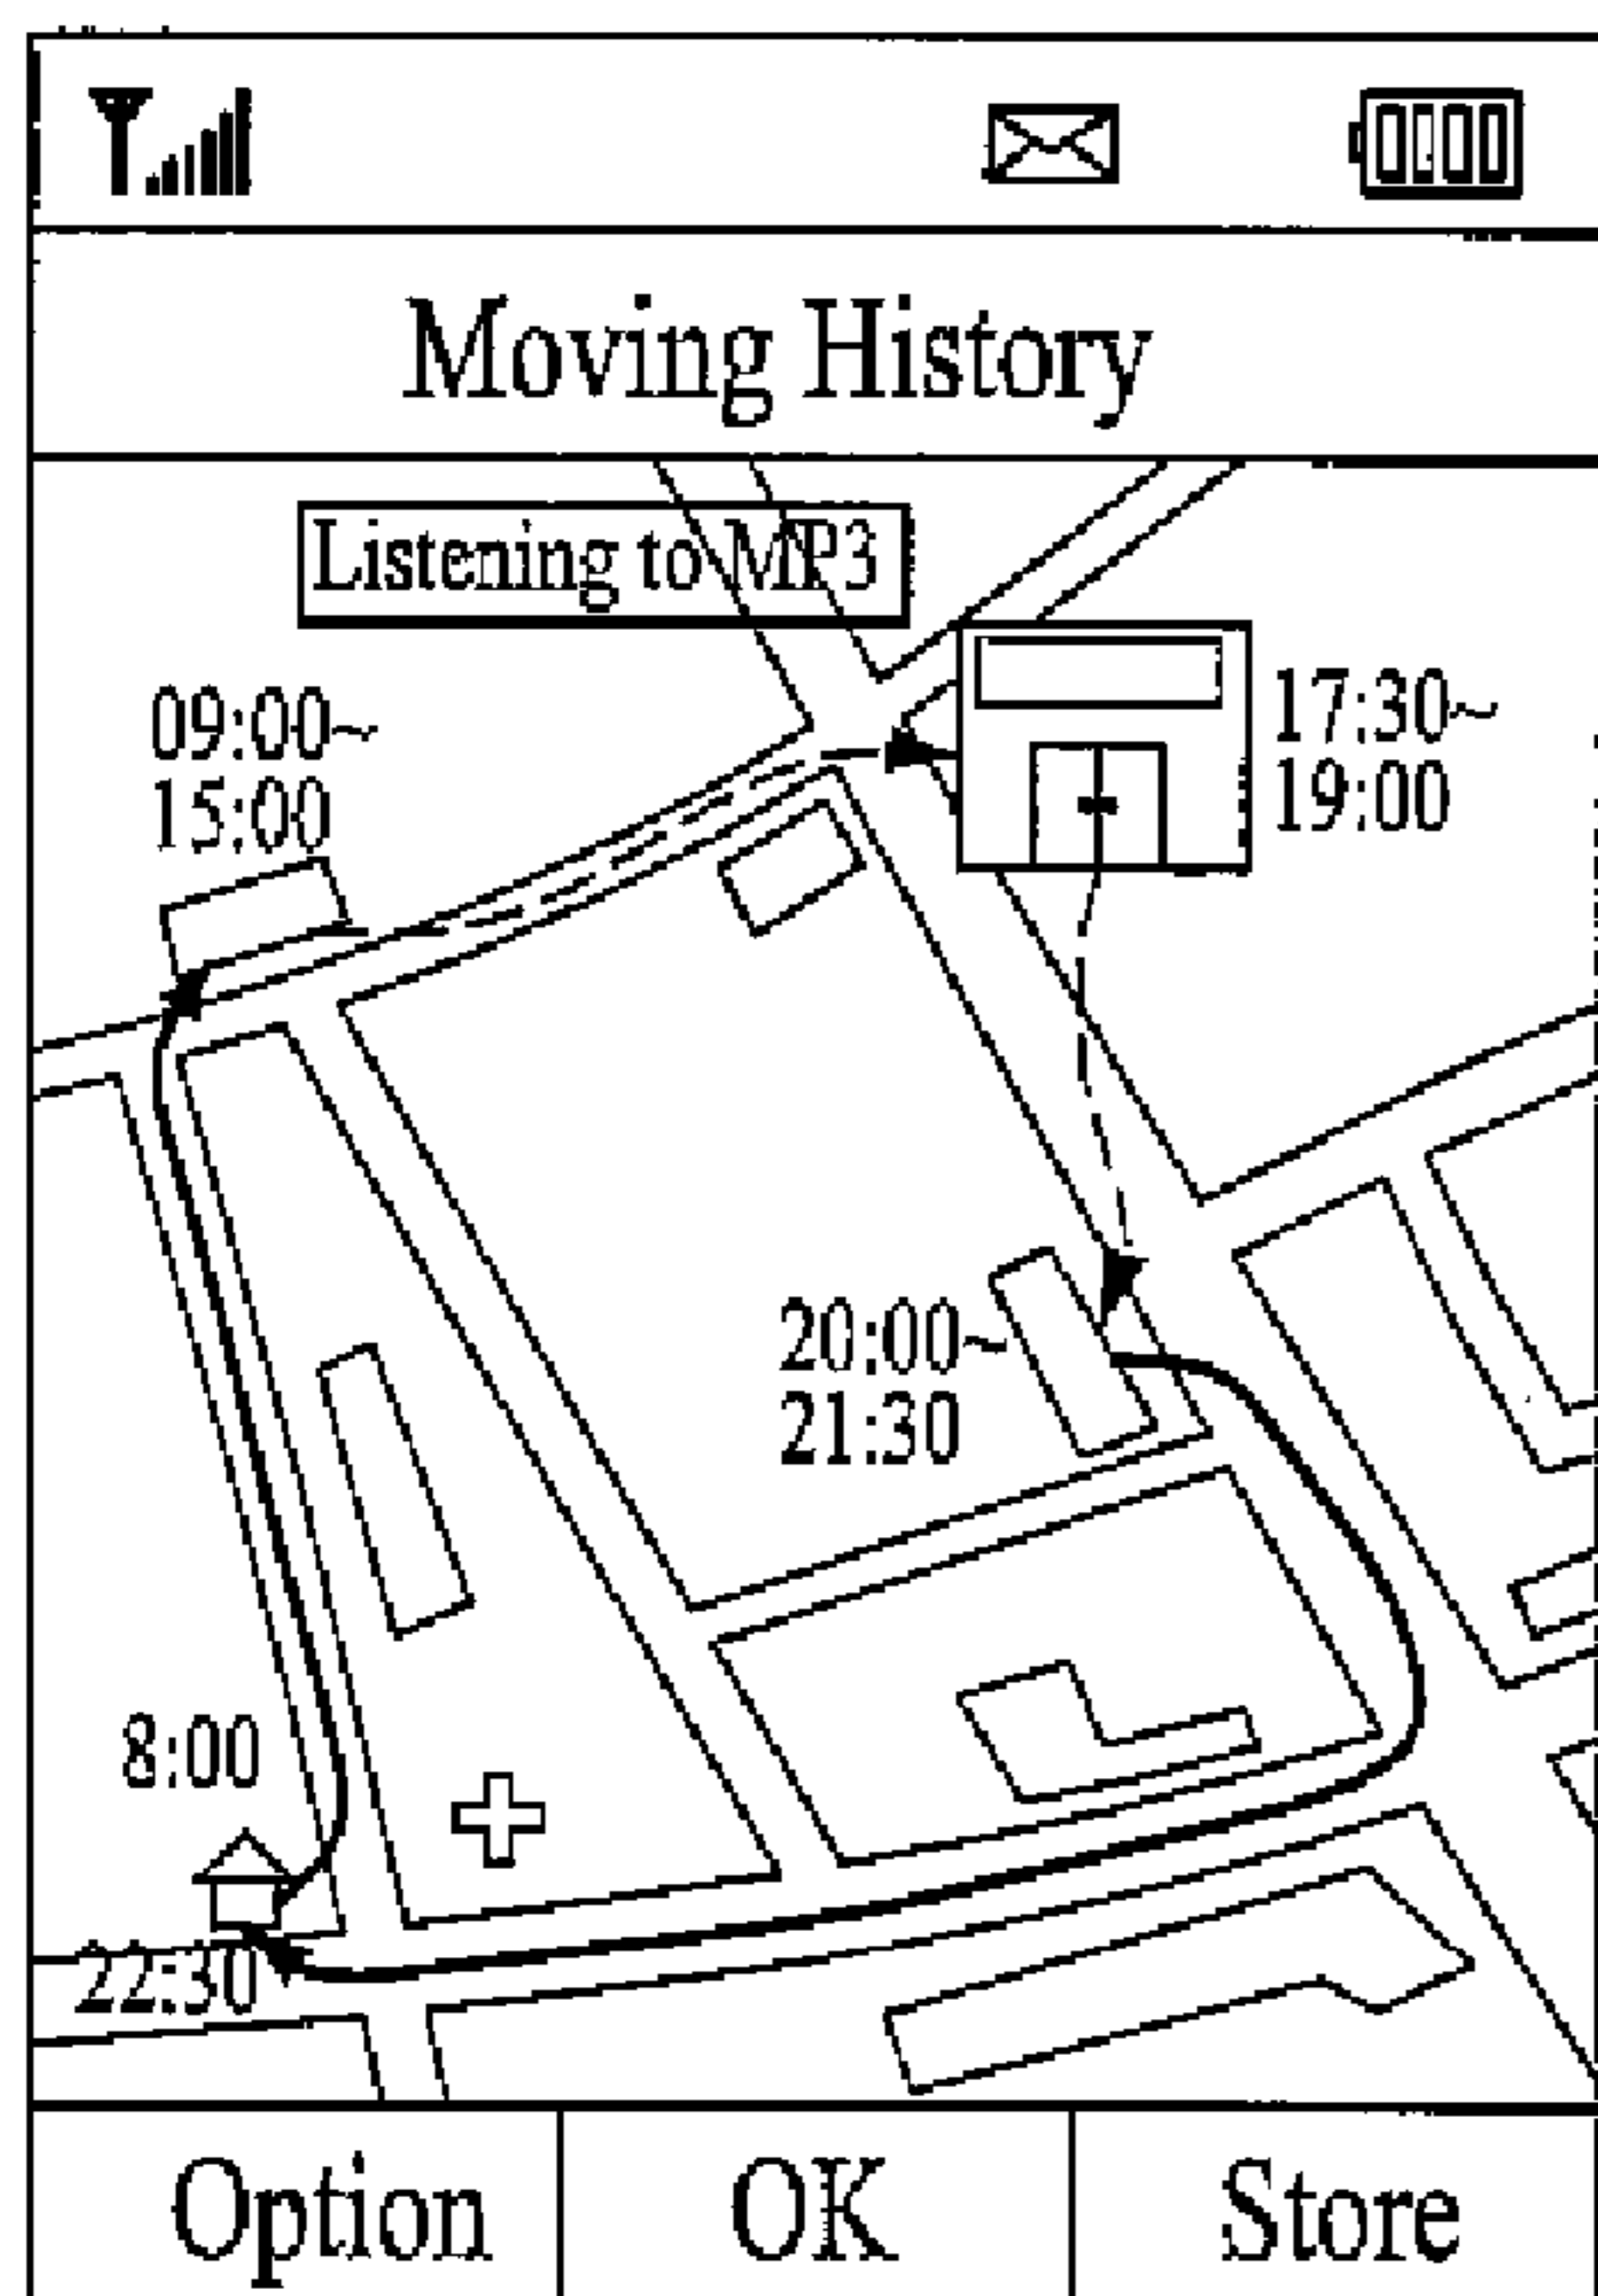 Moving History
Listening to MP3
09:00~
15:00
17:30~
19:00
20:00~
21:30
8:00
22:30
Option
OK
Store